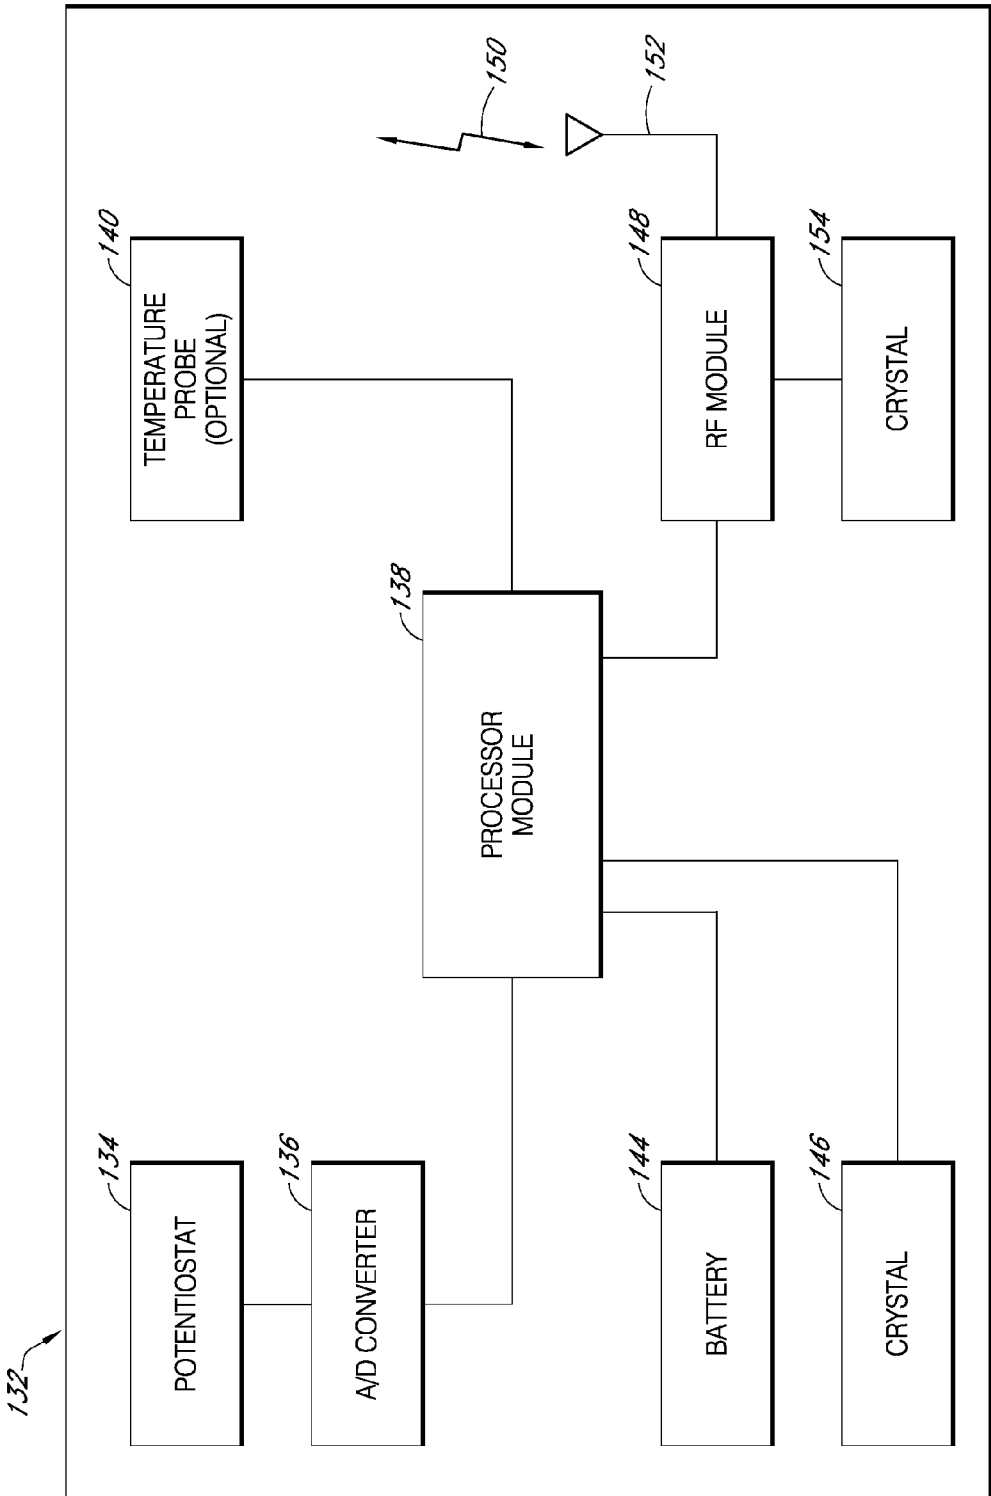 132
134
POTENTIOSTAT
136
A/D CONVERTER
138
PROCESSOR
MODULE
140
TEMPERATURE
PROBE
(OPTIONAL)
144
BATTERY
146
CRYSTAL
148
RF MODULE
150
152
154
CRYSTAL